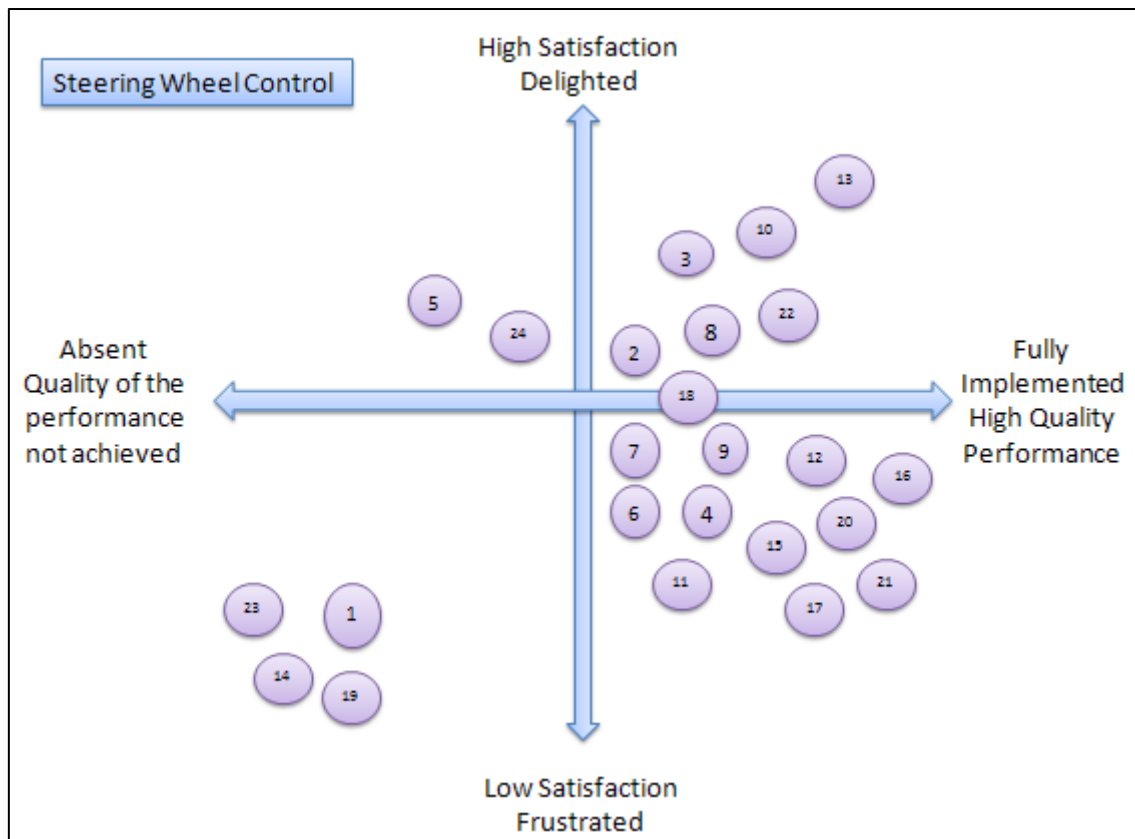 High Satisfaction
Delighted
Steering Wheel Control
13
10
3
5
22
8
24
2
Absent
Quality of the
performance
not achieved
Fully
Implemented
High Quality
Performance
18
7
9
12
16
6
4
20
15
11
21
17
23
1
14
19
Low Satisfaction
Frustrated